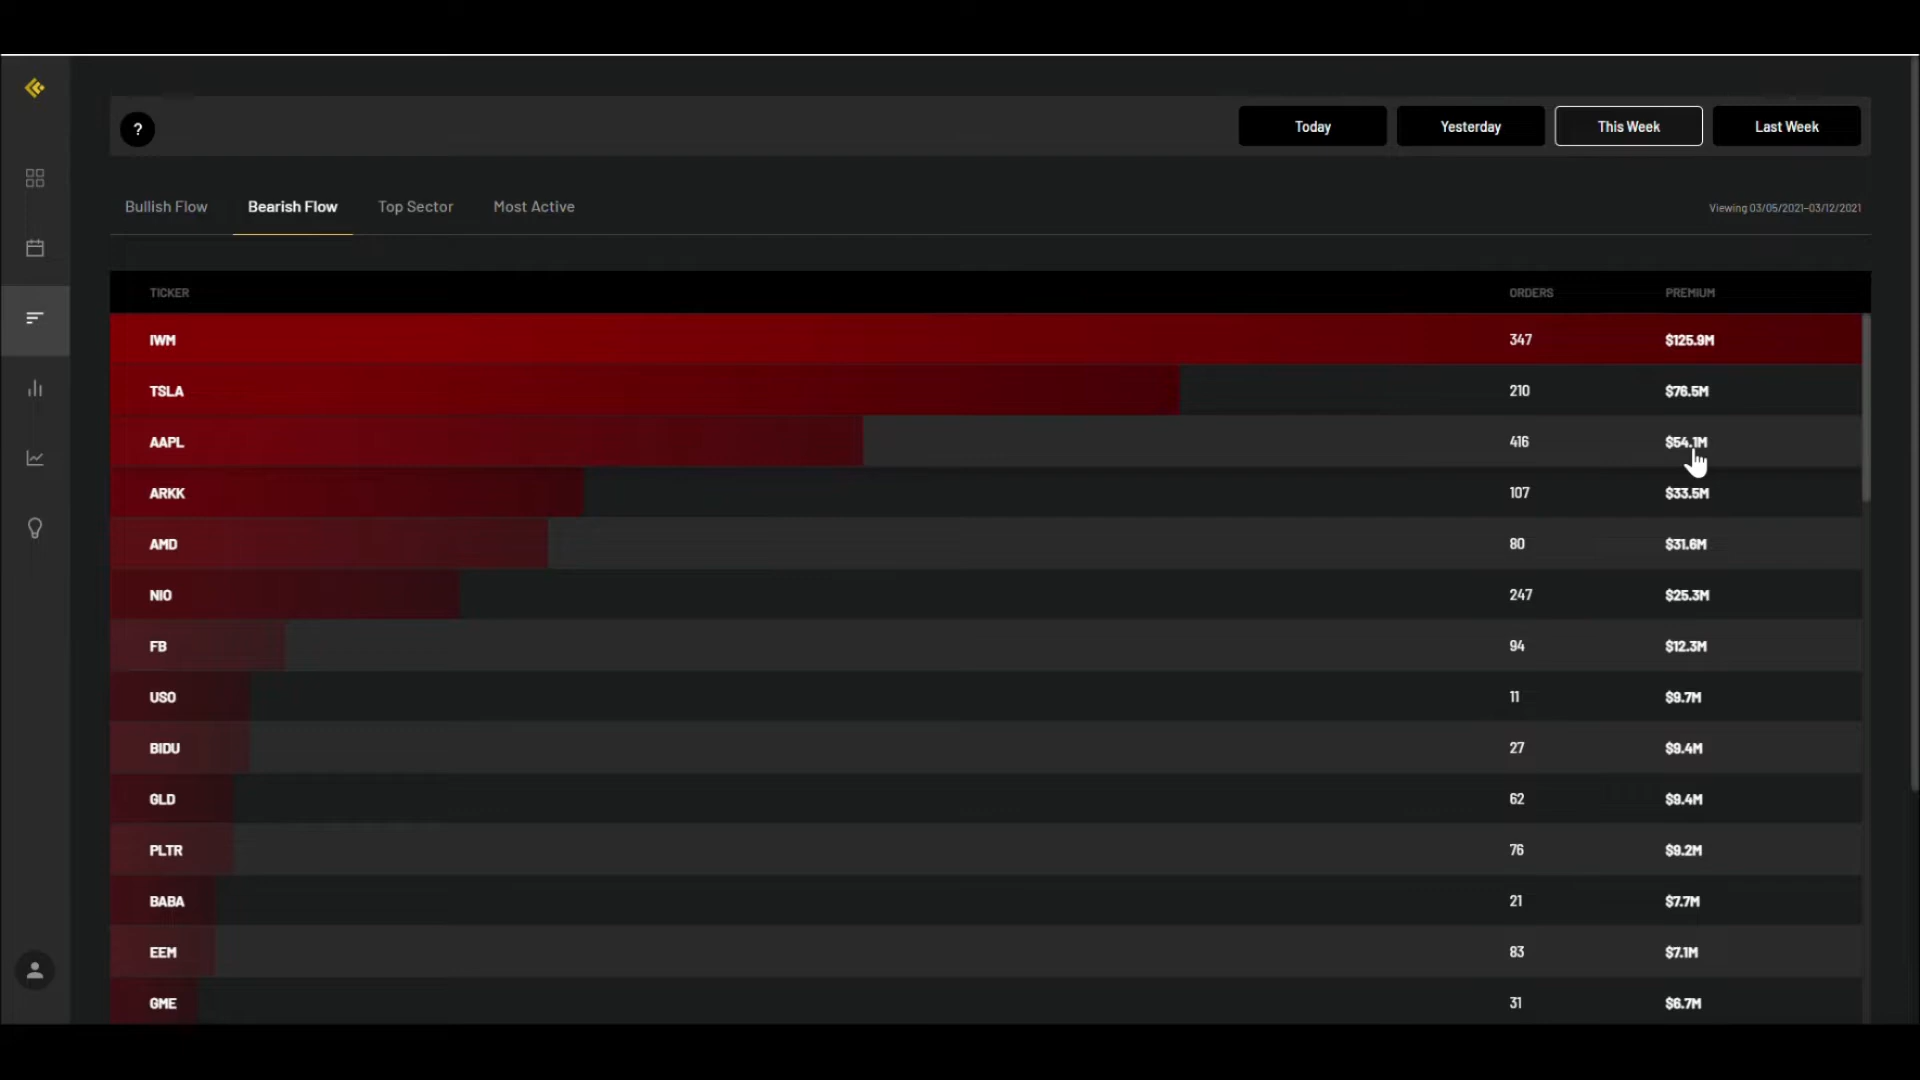 ?
Today Yesterday This Week Last Week
Bullish Flow Bearish Flow Top Sector Most Active Viewing 03/05/2021-03/12/2021
TICKER ORDERS PREMIUM
IWM 347 $125.9M
TSLA 210 $76.5M
AAPL 416 $54.1M
ARKK 107 $33.5M
AMD 80 $31.6M
NIO 247 $25.3M
FB 94 $12.3M
USO 11 $9.7M
BIDU 27 $9.4M
GLD 62 $9.4M
PLTR 76 $9.2M
BABA 21 $7.7M
EEM 83 $7.1M
GME 31 $6.7M